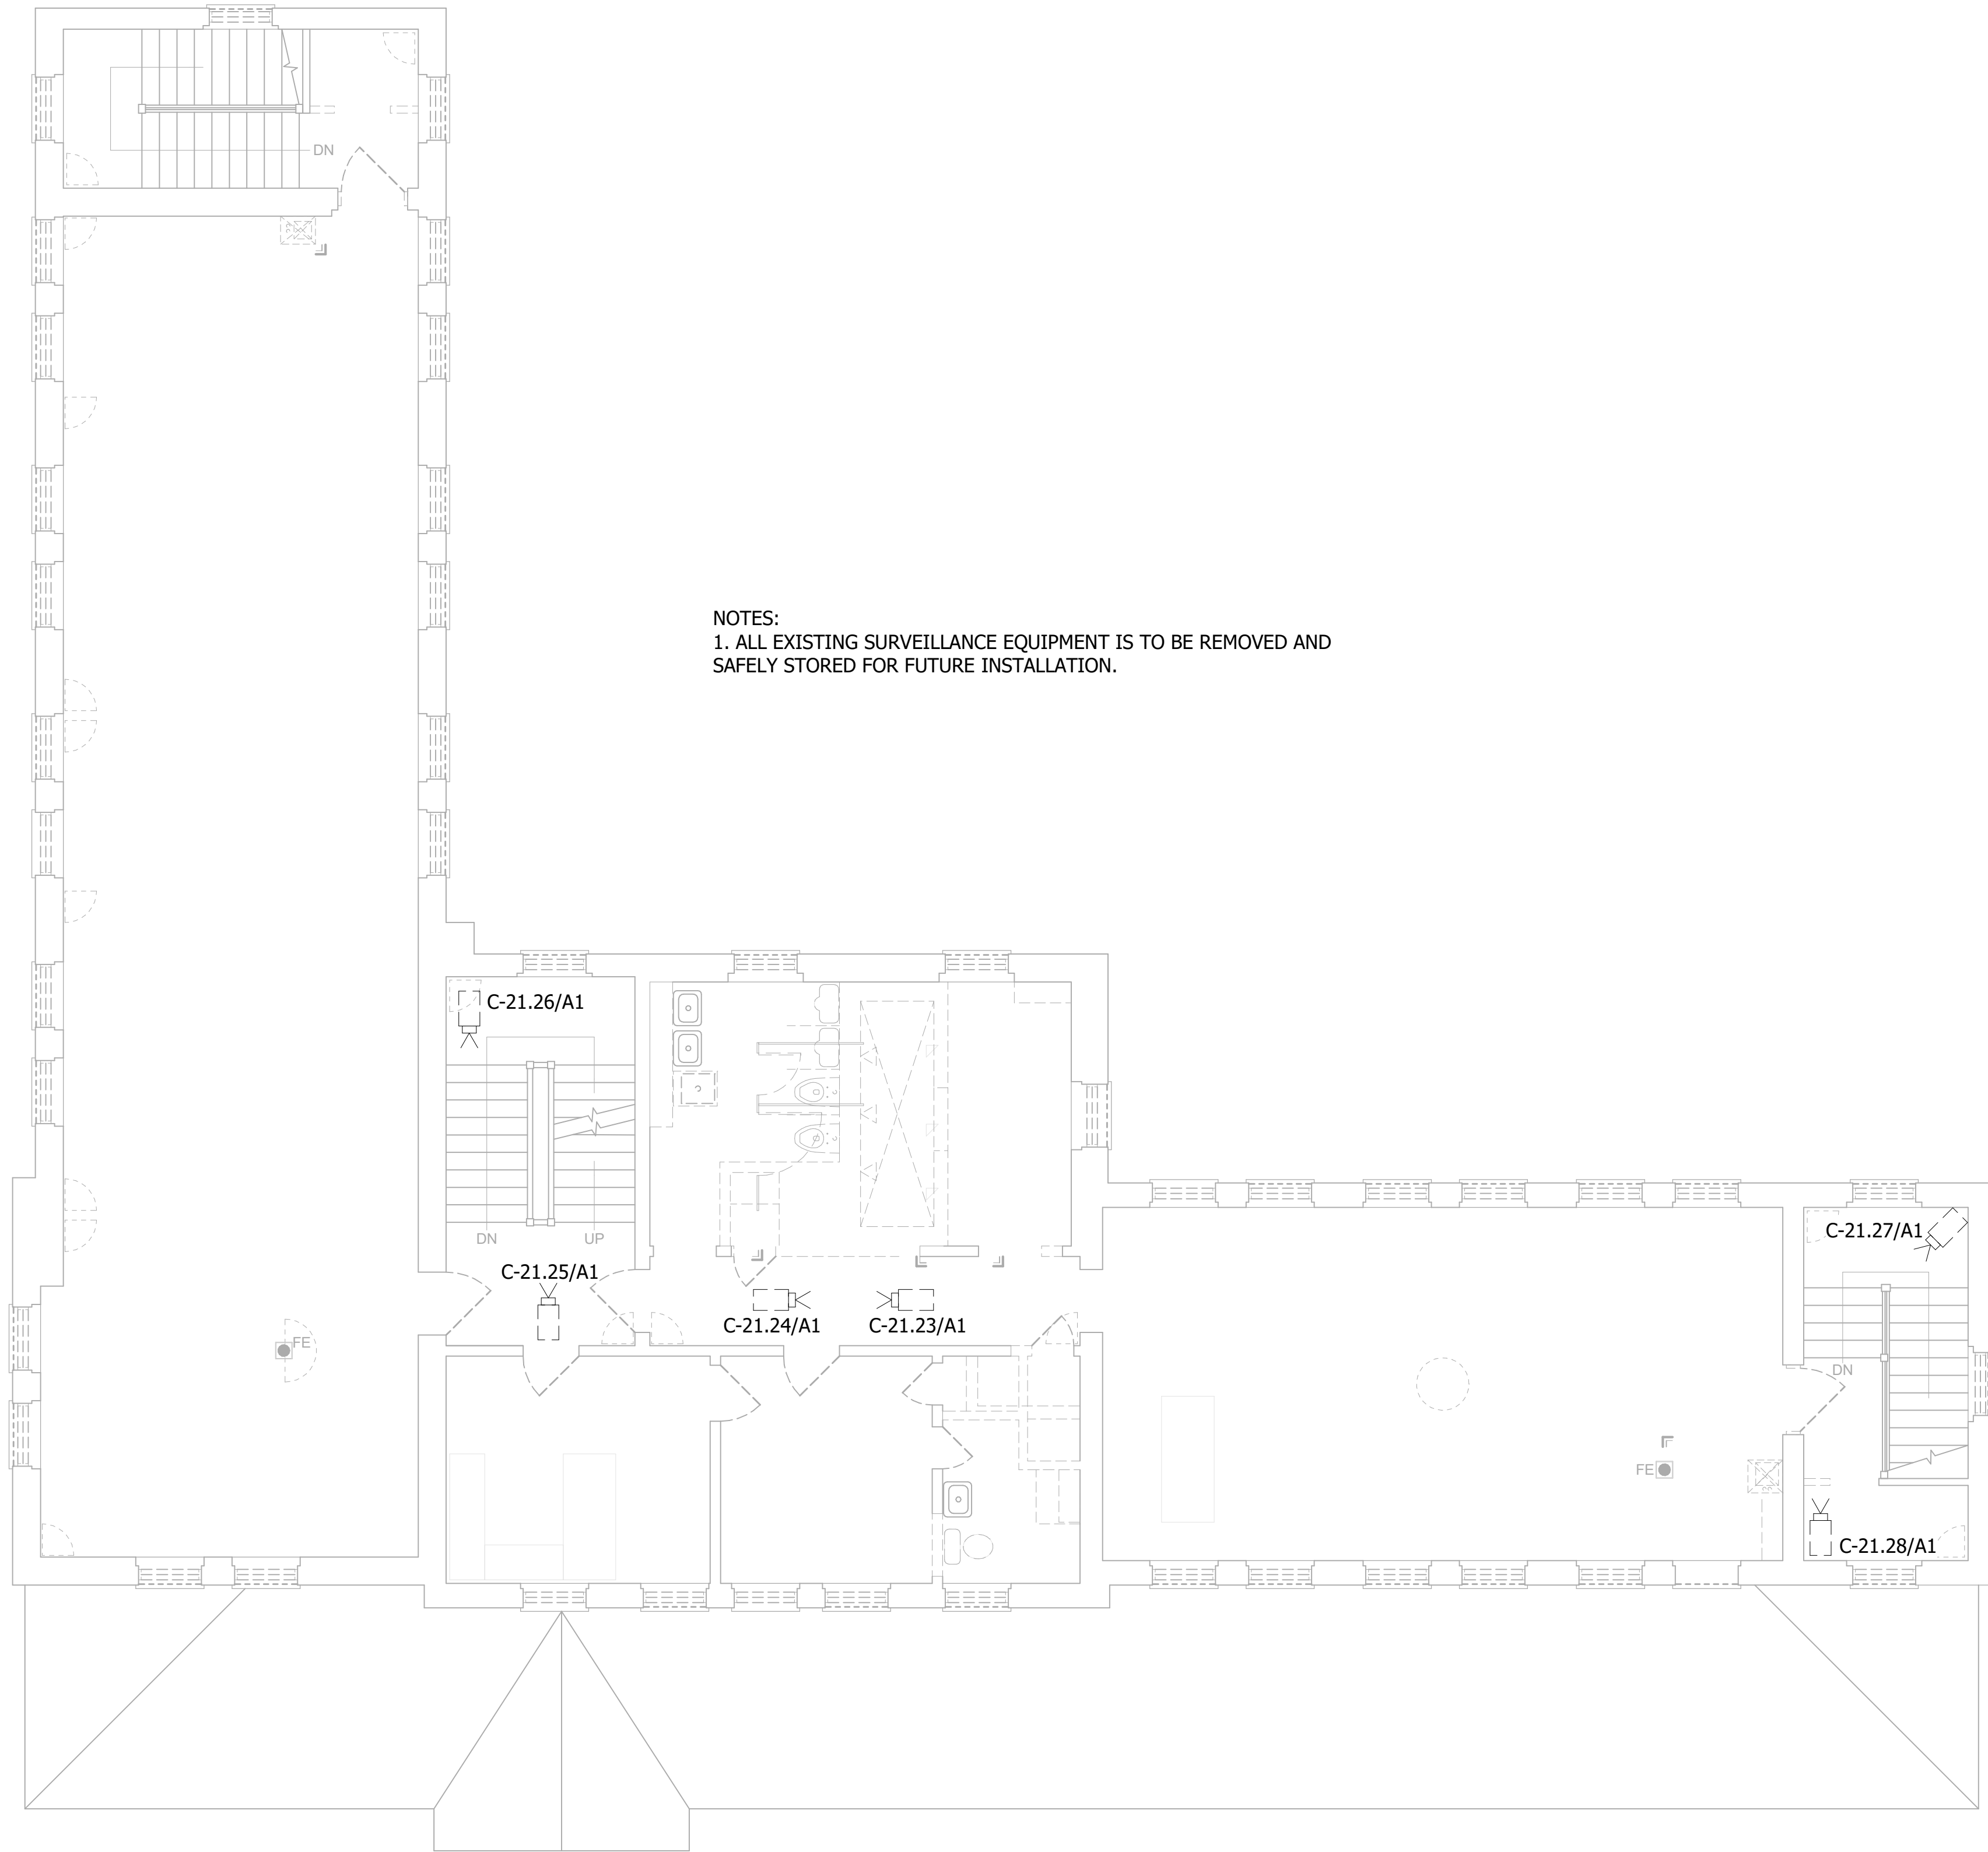 DN
NOTES:
1. ALL EXISTING SURVEILLANCE EQUIPMENT IS TO BE REMOVED AND
SAFELY STORED FOR FUTURE INSTALLATION.
C-21.26/A1
DN
UP
C-21.25/A1
C-21.27/A1
C-21.24/A1
C-21.23/A1
FE
DN
FE
C-21.28/A1